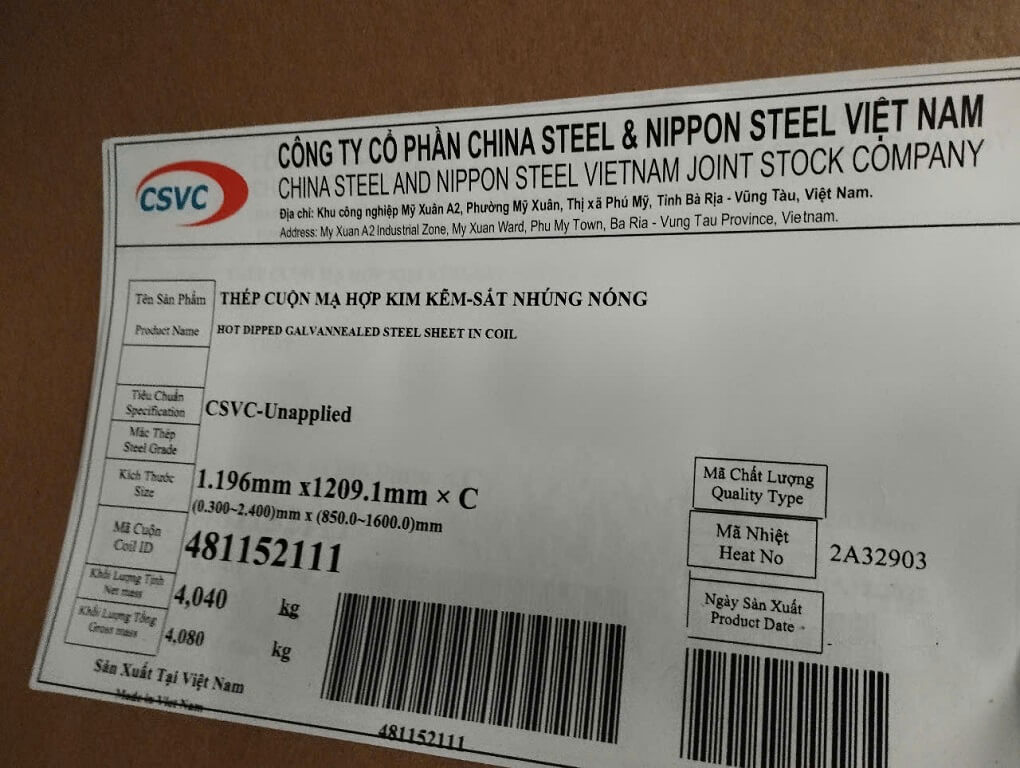 CSVC
CÔNG TY CỔ PHẦN CHINA STEEL & NIPPON STEEL VIỆT NAM
CHINA STEEL AND NIPPON STEEL VIETNAM JOINT STOCK COMPANY
Địa chỉ: Khu công nghiệp Mỹ Xuân A2, Phường Mỹ Xuân, Thị xã Phú Mỹ, Tỉnh Bà Rịa - Vũng Tàu, Việt Nam.
Address: My Xuan A2 Industrial Zone, My Xuan Ward, Phu My Town, Ba Ria - Vung Tau Province, Vietnam.
Tên Sản Phẩm THÉP CUỘN MẠ HỢP KIM KẼM-SẮT NHÚNG NÓNG
Product Name HOT DIPPED GALVANNEALED STEEL SHEET IN COIL
Tiêu Chuẩn
Specification CSVC-Unapplied
Mác Thép
Steel Grade
Kích Thước
Size
1.196mm x1209.1mm × C
(0.300~2.400)mm x (850.0~1600.0)mm
Mã Chất Lượng
Quality Type
Mã Cuộn
Coil ID
481152111
Mã Nhiệt
Heat No
2A32903
Khối Lượng Tịnh
Net mass
4,040 kg
Ngày Sản Xuất
Product Date
Khối Lượng Tổng
Gross mass
4,080 kg
Sản Xuất Tại Việt Nam
Made in Viet Nam
481152111